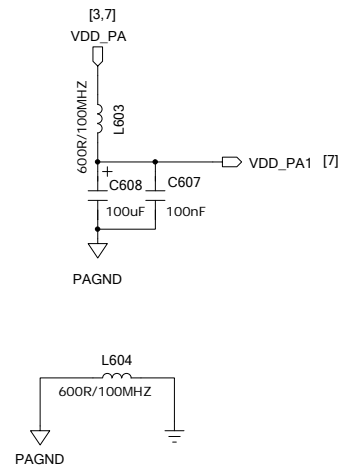 [3,7]
VDD_PA
600R/100MHZ
L603
VDD_PA1 [7]
+
C608
C607
100uF
100nF
PAGND
L604
600R/100MHZ
PAGND